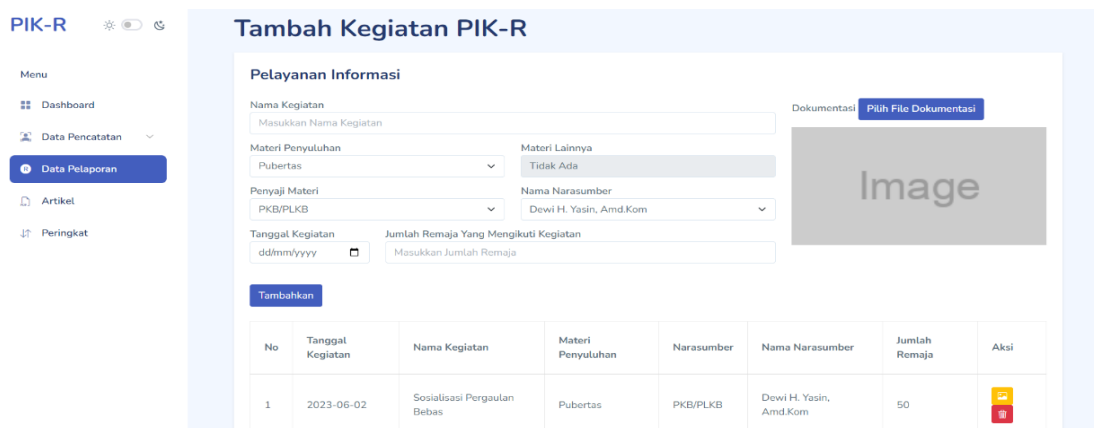 PIK-R
Menu
Dashboard
Data Pencatatan
Data Pelaporan
Artikel
Peringkat
Tambah Kegiatan PIK-R
Pelayanan Informasi
Nama Kegiatan
Masukkan Nama Kegiatan
Materi Penyuluhan
Materi Lainnya
Pubertas
Tidak Ada
Penyaji Materi
Nama Narasumber
PKB/PLKB
Dewi H. Yasin, Amd.Kom
Tanggal Kegiatan
Jumlah Remaja Yang Mengikuti Kegiatan
dd/mm/yyyy
Masukkan Jumlah Remaja
Dokumentasi Pilih File Dokumentasi
Image
Tambahkan
No
Tanggal
Kegiatan
Nama Kegiatan
Materi
Penyuluhan
Narasumber
Nama Narasumber
Jumlah
Remaja
Aksi
1
2023-06-02
Sosialisasi Pergaulan
Bebas
Pubertas
PKB/PLKB
Dewi H. Yasin,
Amd.Kom
50